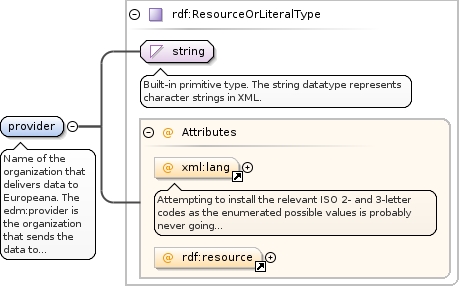 rdf:ResourceOrLiteralType
string
Built-in primitive type. The string datatype represents
character strings in XML.
provider
Name of the
organization that
delivers data to
Europeana. The
edm:provider is
the organization
that sends the
data to...
@ Attributes
@ xml:lang
Attempting to install the relevant ISO 2- and 3-letter
codes as the enumerated possible values is probably
never going...
@ rdf:resource